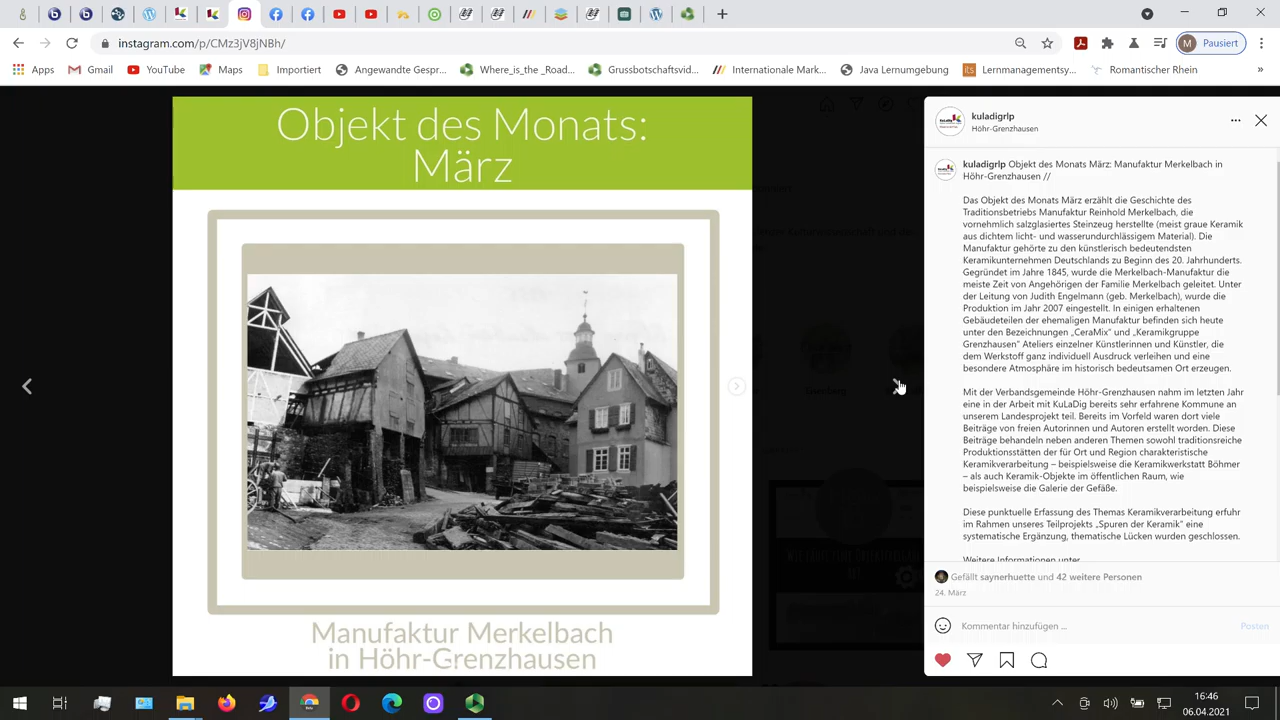 instagram.com/p/CMz3jV8jNBh/
Pausiert
Apps
Gmail
YouTube
Maps
Importiert
Angewandte Gespr...
Where_is_the _Road...
Grussbotschaftsvid...
Internationale Mark...
Java Lernumgebung
Lernmanagementsy...
Romantischer Rhein
Objekt des Monats:
März
Manufaktur Merkelbach
in Höhr-Grenzhausen
kuladigrlp
Höhr-Grenzhausen
kuladigrlp Objekt des Monats März: Manufaktur Merkelbach in
Höhr-Grenzhausen //
Das Objekt des Monats März erzählt die Geschichte des
Traditionsbetriebs Manufaktur Reinhold Merkelbach, die
vornehmlich salzglasiertes Steinzeug herstellte (meist graue Keramik
aus dichtem licht- und wasserundurchlässigem Material). Die
Manufaktur gehörte zu den künstlerisch bedeutendsten
Keramikunternehmen Deutschlands zu Beginn des 20. Jahrhunderts.
Gegründet im Jahre 1845, wurde die Merkelbach-Manufaktur die
meiste Zeit von Angehörigen der Familie Merkelbach geleitet. Unter
der Leitung von Judith Engelmann (geb. Merkelbach), wurde die
Produktion im Jahr 2007 eingestellt. In einigen erhaltenen
Gebäudeteilen der ehemaligen Manufaktur befinden sich heute
unter den Bezeichnungen „CeraMix" und „Keramikgruppe
Grenzhausen" Ateliers einzelner Künstlerinnen und Künstler, die
dem Werkstoff ganz individuell Ausdruck verleihen und eine
besondere Atmosphäre im historisch bedeutsamen Ort erzeugen.
Mit der Verbandsgemeinde Höhr-Grenzhausen nahm im letzten Jahr
eine in der Arbeit mit KuLaDig bereits sehr erfahrene Kommune an
unserem Landesprojekt teil. Bereits im Vorfeld waren dort viele
Beiträge von freien Autorinnen und Autoren erstellt worden. Diese
Beiträge behandeln neben anderen Themen sowohl traditionsreiche
Produktionsstätten der für Ort und Region charakteristische
Keramikverarbeitung – beispielsweise die Keramikwerkstatt Böhmer
– als auch Keramik-Objekte im öffentlichen Raum, wie
beispielsweise die Galerie der Gefäße.
Diese punktuelle Erfassung des Themas Keramikverarbeitung erfuhr
im Rahmen unseres Teilprojekts „Spuren der Keramik" eine
systematische Ergänzung, thematische Lücken wurden geschlossen.
Weitere Informationen unter
Gefällt saynerhuette und 42 weitere Personen
24. März
Kommentar hinzufügen ...
Posten
16:46
06.04.2021